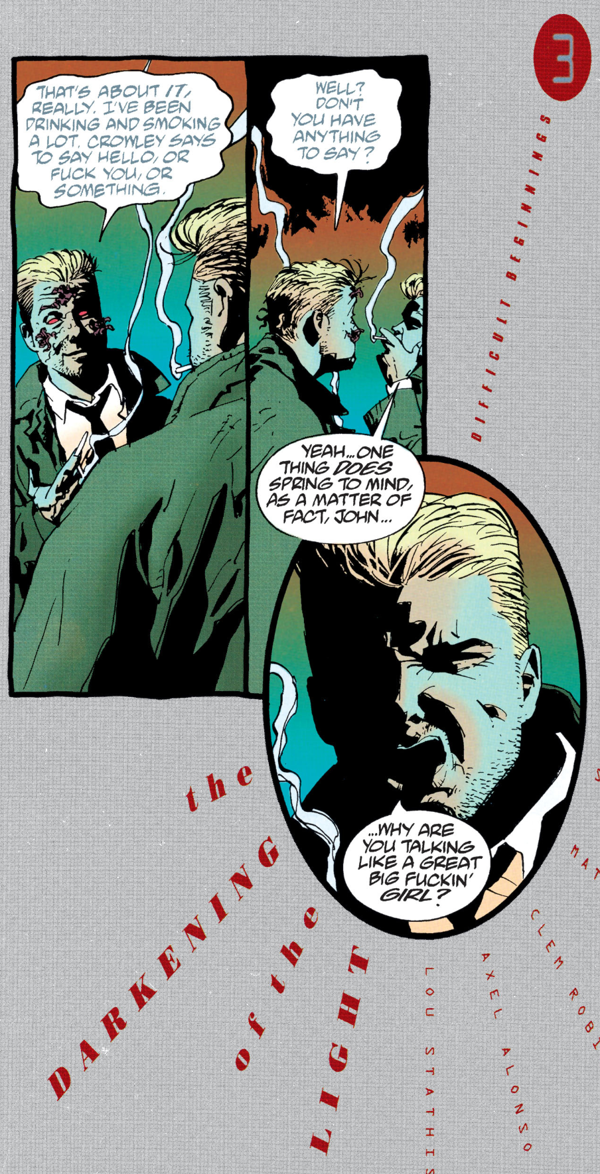 3
THAT'S ABOUT IT,
REALLY. I'VE BEEN
DRINKING AND SMOKING
A LOT. CROWLEY SAYS
TO SAY HELLO, OR
FUCK YOU, OR
SOMETHING.
WELL?
DON'T
YOU HAVE
ANYTHING
TO SAY?
DIFFICULT BEGINNINGS
YEAH...ONE
THING DOES
SPRING TO MIND,
AS A MATTER OF
FACT, JOHN...
...WHY ARE
YOU TALKING
LIKE A GREAT
BIG FUCKIN'
GIRL?
the
DARKENING
of the
LIGHT
LOU STATHIS
AXEL ALONSO
CLEM ROBI
MAT
S